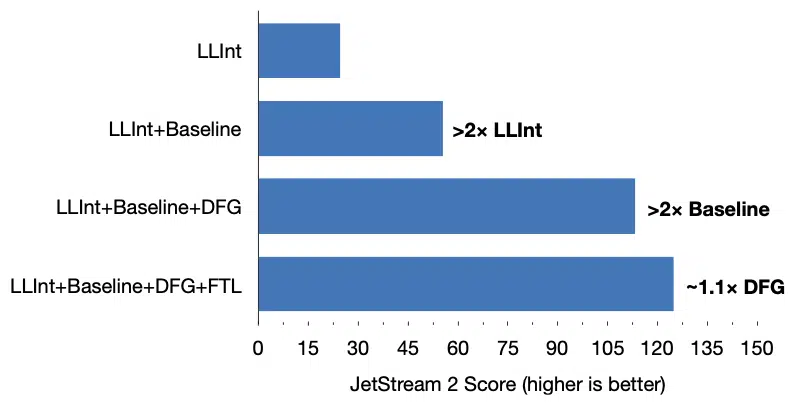 LLInt
LLInt+Baseline
>2× LLInt
LLInt+Baseline+DFG
>2× Baseline
LLInt+Baseline+DFG+FTL
~1.1× DFG
0 15 30 45 60 75 90 105 120 135 150
JetStream 2 Score (higher is better)